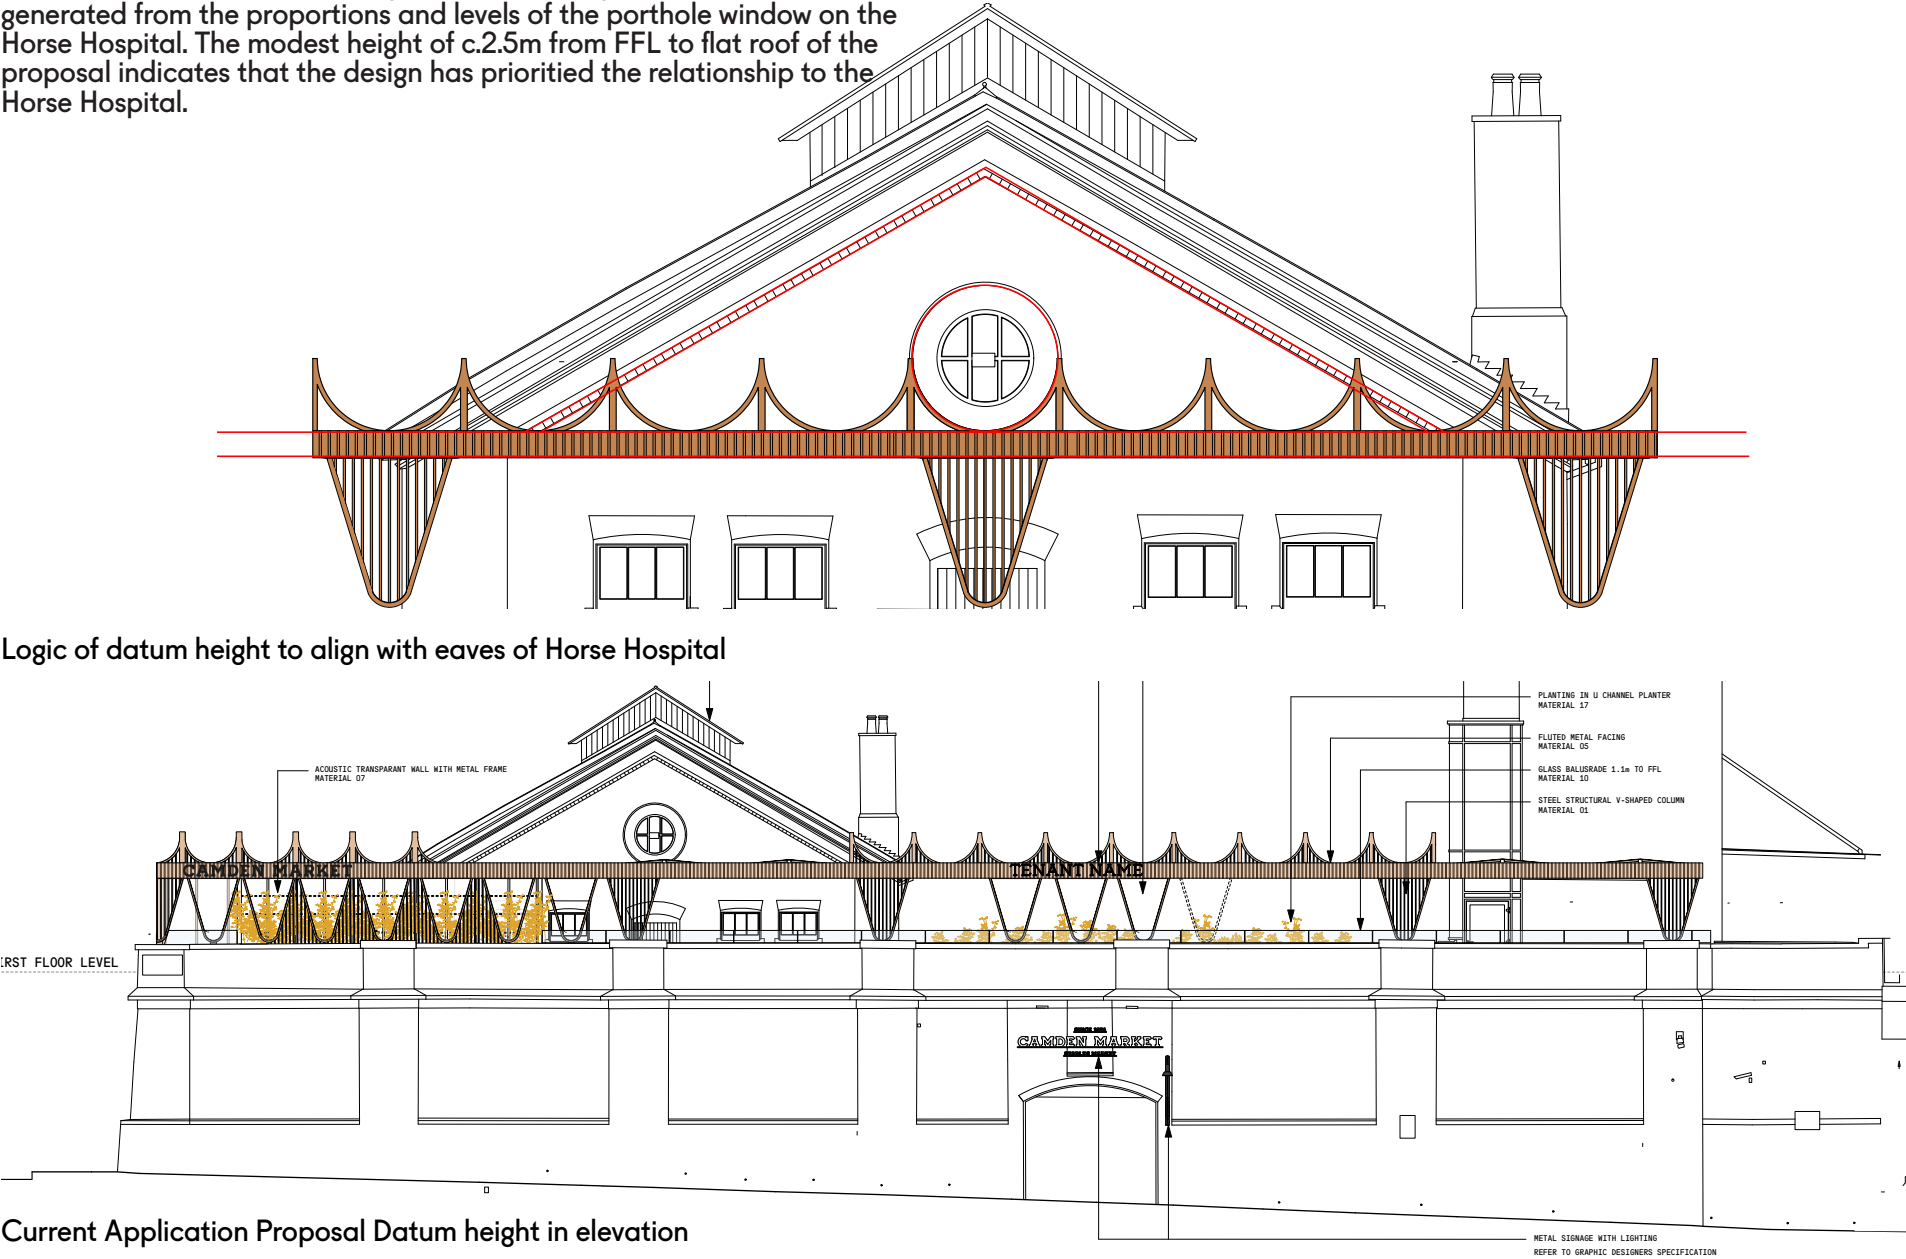 generated from the proportions and levels of the porthole window on the
Horse Hospital. The modest height of c.2.5m from FFL to flat roof of the
proposal indicates that the design has prioritied the relationship to the
Horse Hospital.
Logic of datum height to align with eaves of Horse Hospital
PLANTING IN U CHANNEL PLANTER
MATERIAL 17
FLUTED METAL FACING
MATERIAL 05
ACOUSTIC TRANSPARANT WALL WITH METAL FRAME
MATERIAL 07
GLASS BALUSRADE 1.1m TO FFL
MATERIAL 10
STEEL STRUCTURAL V-SHAPED COLUMN
MATERIAL 01
CAMDEN MARKET
TENANT NAME
IRST FLOOR LEVEL
CAMDEN MARKET
Current Application Proposal Datum height in elevation
METAL SIGNAGE WITH LIGHTING
REFER TO GRAPHIC DESIGNERS SPECIFICATION